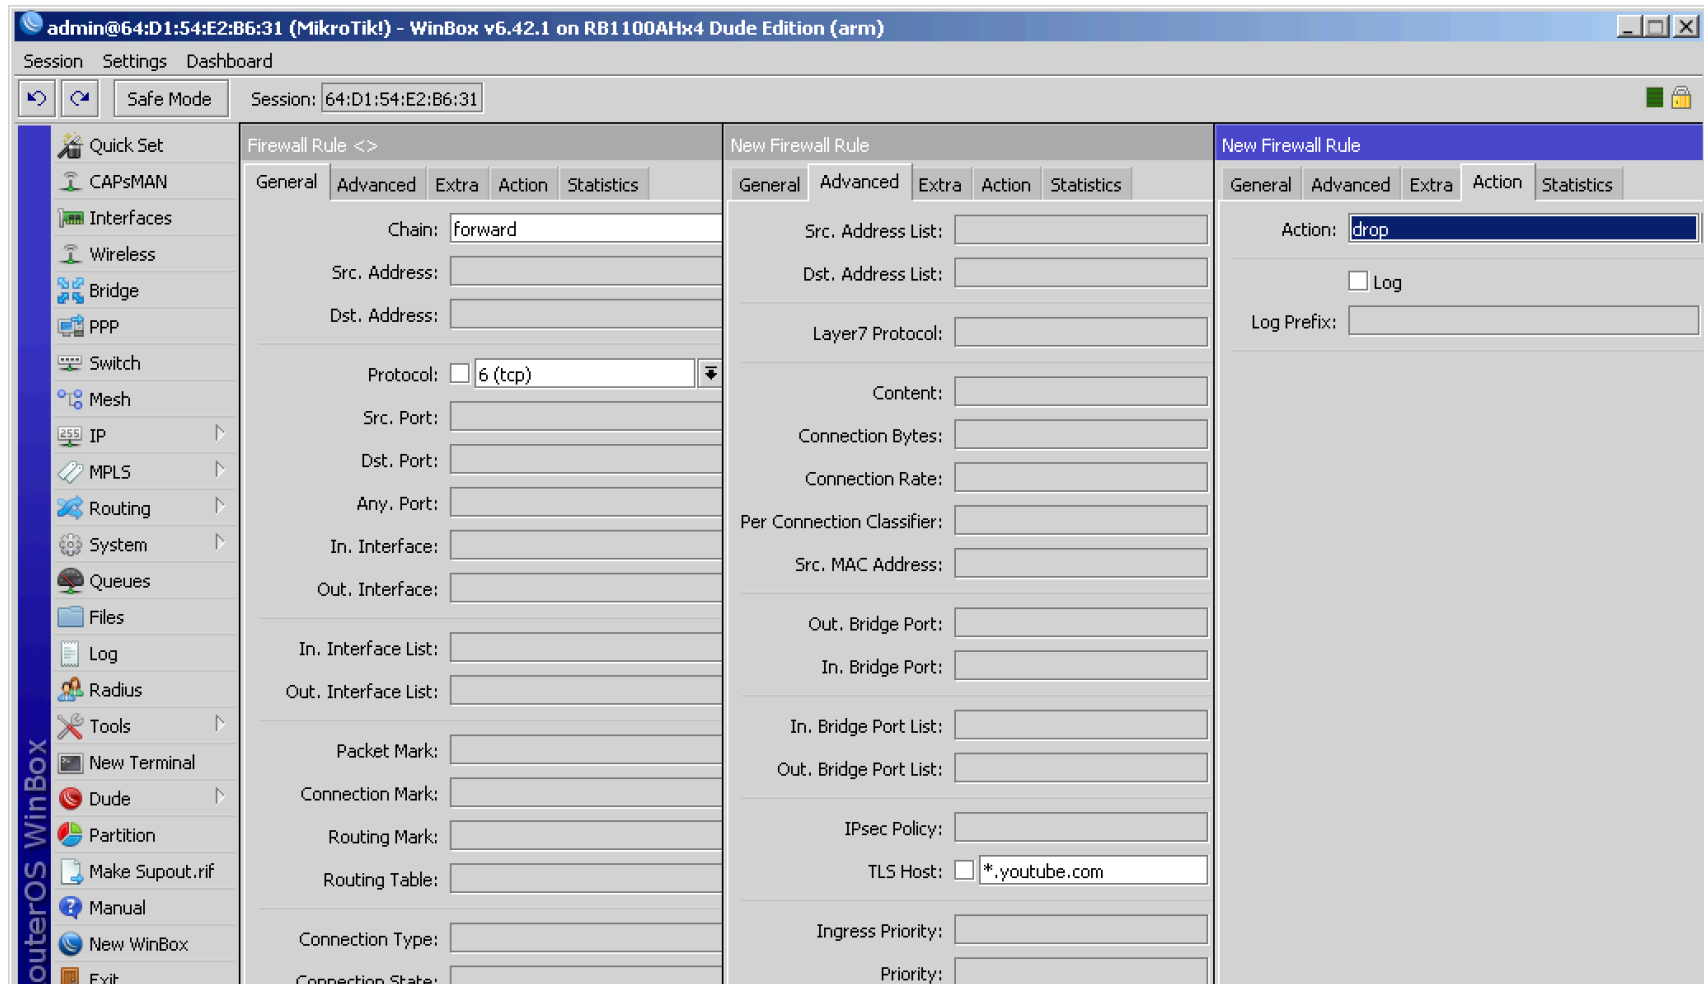 admin@64:D1:54:E2:B6:31 (MikroTik!) - WinBox v6.42.1 on RB1100AHx4 Dude Edition (arm)
Session Settings Dashboard
Safe Mode Session: 64:D1:54:E2:B6:31
Quick Set
CAPsMAN
Interfaces
Wireless
Bridge
PPP
Switch
Mesh
255 IP
MPLS
Routing
System
Queues
Files
Log
Radius
Tools
New Terminal
Dude
Partition
Make Supout.rif
Manual
New WinBox
Exit
outerOS WinBox
Firewall Rule <>
General Advanced Extra Action Statistics
Chain: forward
Src. Address:
Dst. Address:
Protocol: 6 (tcp)
Src. Port:
Dst. Port:
Any. Port:
In. Interface:
Out. Interface:
In. Interface List:
Out. Interface List:
Packet Mark:
Connection Mark:
Routing Mark:
Routing Table:
Connection Type:
Connection State:
New Firewall Rule
General Advanced Extra Action Statistics
Src. Address List:
Dst. Address List:
Layer7 Protocol:
Content:
Connection Bytes:
Connection Rate:
Per Connection Classifier:
Src. MAC Address:
Out. Bridge Port:
In. Bridge Port:
In. Bridge Port List:
Out. Bridge Port List:
IPsec Policy:
TLS Host: *.youtube.com
Ingress Priority:
Priority:
New Firewall Rule
General Advanced Extra Action Statistics
Action: drop
Log
Log Prefix: